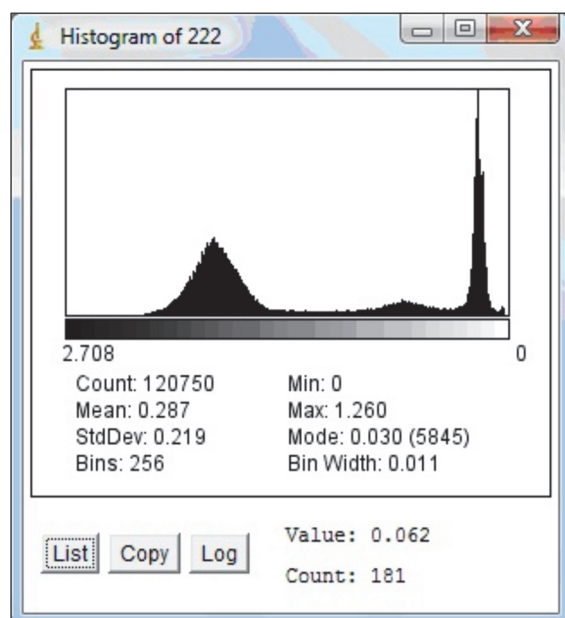 Histogram of 222
2.708 0
Count: 120750 Min: 0
Mean: 0.287 Max: 1.260
StdDev: 0.219 Mode: 0.030 (5845)
Bins: 256 Bin Width: 0.011
List Copy Log Value: 0.062
Count: 181